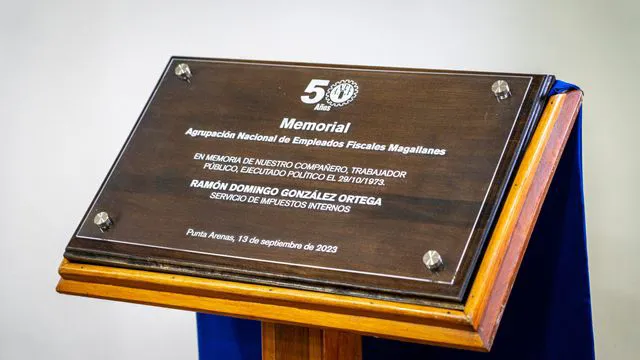 50
Años
Memorial
Agrupación Nacional de Empleados Fiscales Magallanes
EN MEMORIA DE NUESTRO COMPAÑERO, TRABAJADOR
PÚBLICO, EJECUTADO POLÍTICO EL 29/10/1973.
RAMÓN DOMINGO GONZÁLEZ ORTEGA
SERVICIO DE IMPUESTOS INTERNOS
Punta Arenas, 13 de septiembre de 2023